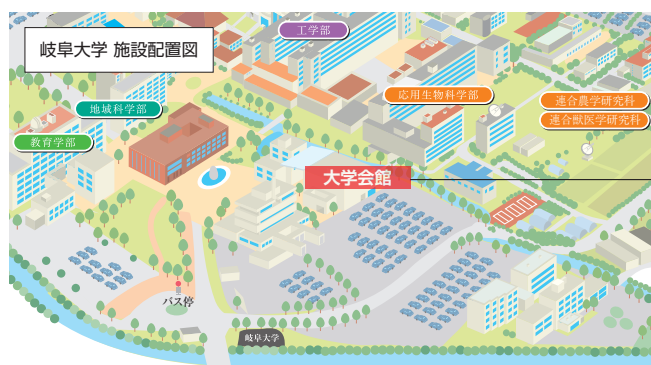 岐阜大学 施設配置図
工学部
応用生物科学部
連合農学研究科
連合獣医学研究科
地域科学部
教育学部
大学会館
バス停
岐阜大学